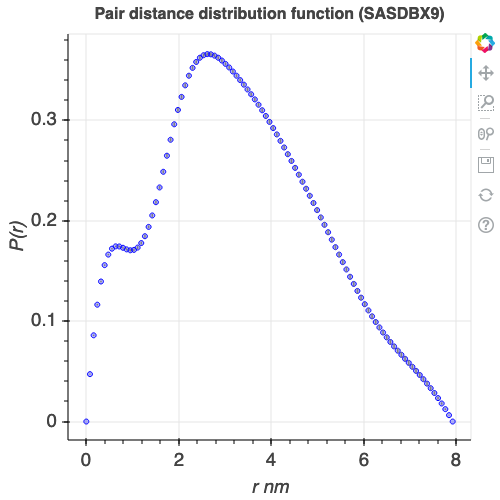 Pair distance distribution function (SASDBX9)
P(r)
0.3
0.2
0.1
0
0 2 4 6 8
r nm